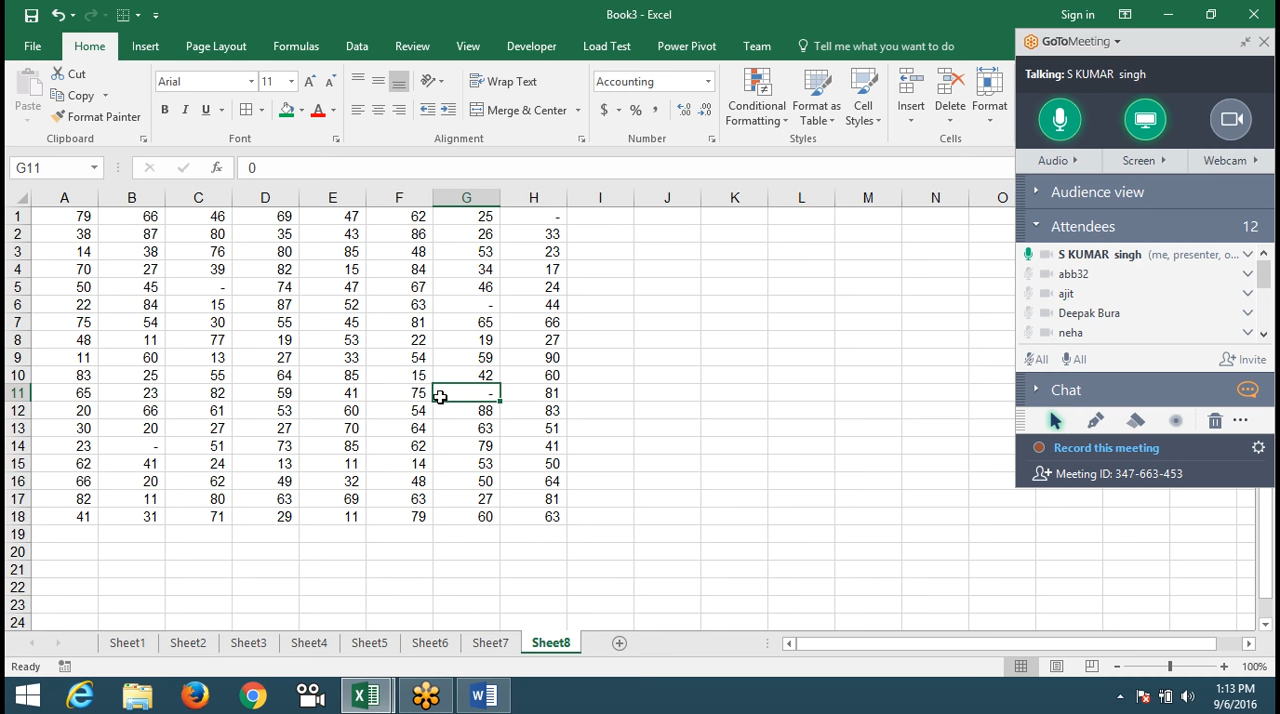 Book3 - Excel
Sign in
File Home Insert Page Layout Formulas Data Review View Developer Load Test Power Pivot Team Tell me what you want to do
Paste
Cut
Copy
Format Painter
Clipboard
Arial 11
B I U
Font
Wrap Text
Merge & Center
Alignment
Accounting
$ % ,
Number
Conditional Formatting
Format as Table
Cell Styles
Styles
Insert Delete Format
Cells
G11 fx 0
A B C D E F G H I J K L M N O
1 79 66 46 69 47 62 25 -
2 38 87 80 35 43 86 26 33
3 14 38 76 80 85 48 53 23
4 70 27 39 82 15 84 34 17
5 50 45 - 74 47 67 46 24
6 22 84 15 87 52 63 - 44
7 75 54 30 55 45 81 65 66
8 48 11 77 19 53 22 19 27
9 11 60 13 27 33 54 59 90
10 83 25 55 64 85 15 42 60
11 65 23 82 59 41 75 - 81
12 20 66 61 53 60 54 88 83
13 30 20 27 27 70 64 63 51
14 23 - 51 73 85 62 79 41
15 62 41 24 13 11 14 53 50
16 66 20 62 49 32 48 50 64
17 82 11 80 63 69 63 27 81
18 41 31 71 29 11 79 60 63
19
20
21
22
23
24
Sheet1 Sheet2 Sheet3 Sheet4 Sheet5 Sheet6 Sheet7 Sheet8
Ready
100%
GoToMeeting
Talking: S KUMAR singh
Audio Screen Webcam
Audience view
Attendees 12
S KUMAR singh (me, presenter, o...
abb32
ajit
Deepak Bura
neha
All All Invite
Chat
Record this meeting
Meeting ID: 347-663-453
1:13 PM
9/6/2016